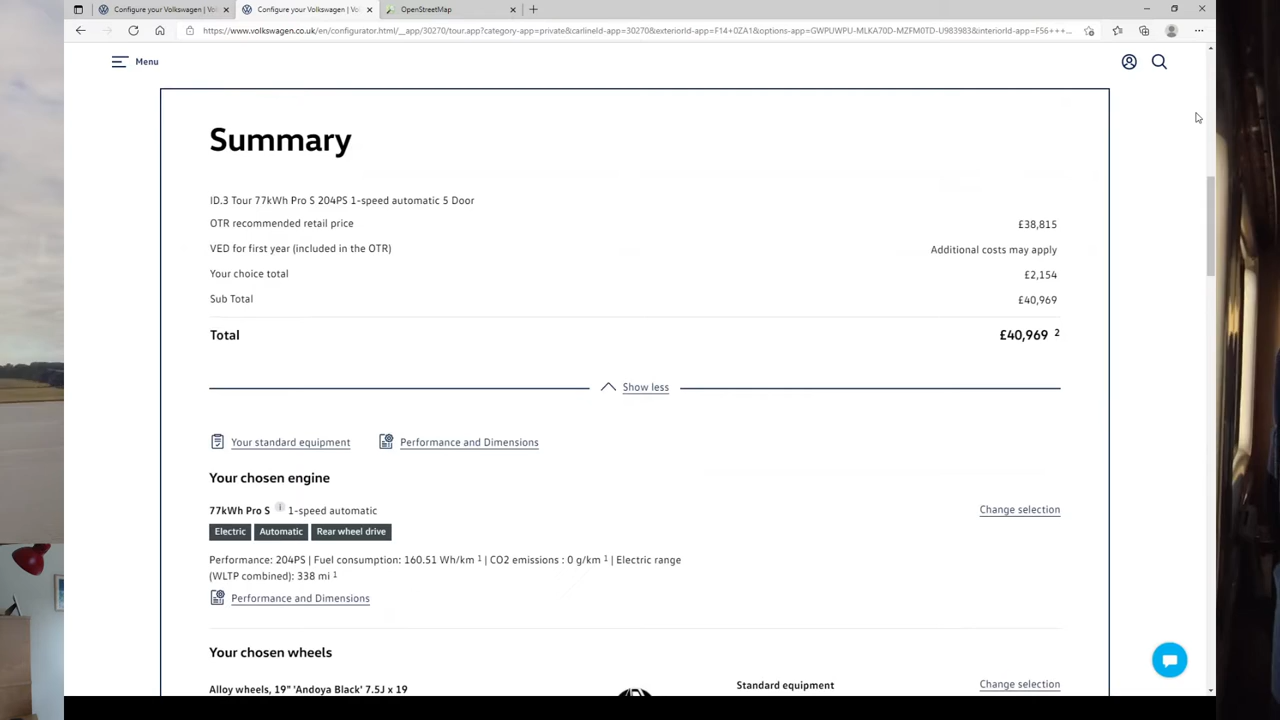 Configure your Volkswagen | V
Configure your Volkswagen | V
OpenStreetMap
https://www.volkswagen.co.uk/en/configurator.html/__app/30270/tour.app?category-app=private&carlineId-app=30270&exteriorId-app=F14+0ZA1&options-app=GWPUWPU-MLKA70D-MZFM0TD-U983983&interiorId-app=F56+++...
Menu
Summary
ID.3 Tour 77kWh Pro S 204PS 1-speed automatic 5 Door
OTR recommended retail price £38,815
VED for first year (included in the OTR) Additional costs may apply
Your choice total £2,154
Sub Total £40,969
Total £40,969 2
Show less
Your standard equipment Performance and Dimensions
Your chosen engine
77kWh Pro S i 1-speed automatic Change selection
Electric Automatic Rear wheel drive
Performance: 204PS | Fuel consumption: 160.51 Wh/km 1 | CO2 emissions : 0 g/km 1 | Electric range
(WLTP combined): 338 mi 1
Performance and Dimensions
Your chosen wheels
Alloy wheels, 19" 'Andoya Black' 7.5J x 19 Standard equipment Change selection